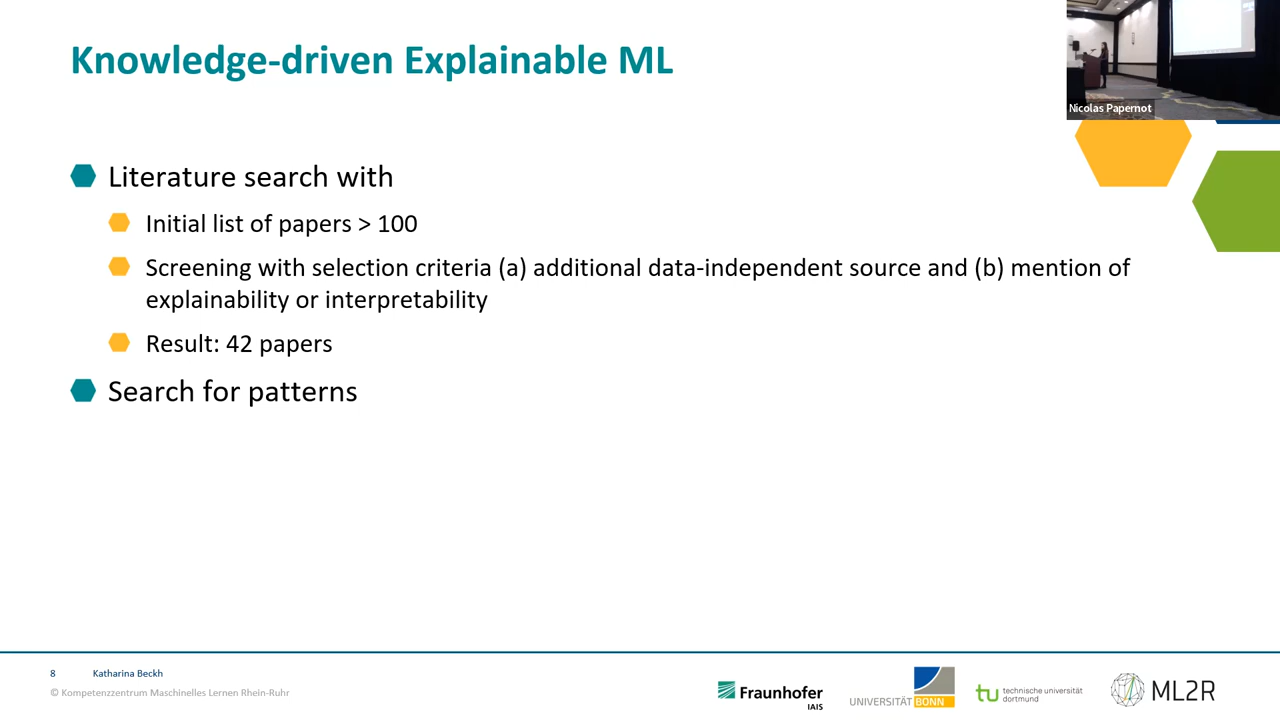 Knowledge-driven Explainable ML
Nicolas Papernot
Literature search with
Initial list of papers > 100
Screening with selection criteria (a) additional data-independent source and (b) mention of
explainability or interpretability
Result: 42 papers
Search for patterns
8 Katharina Beckh
© Kompetenzzentrum Maschinelles Lernen Rhein-Ruhr
Fraunhofer
IAIS
UNIVERSITÄT BONN
tu technische universität
dortmund
ML2R